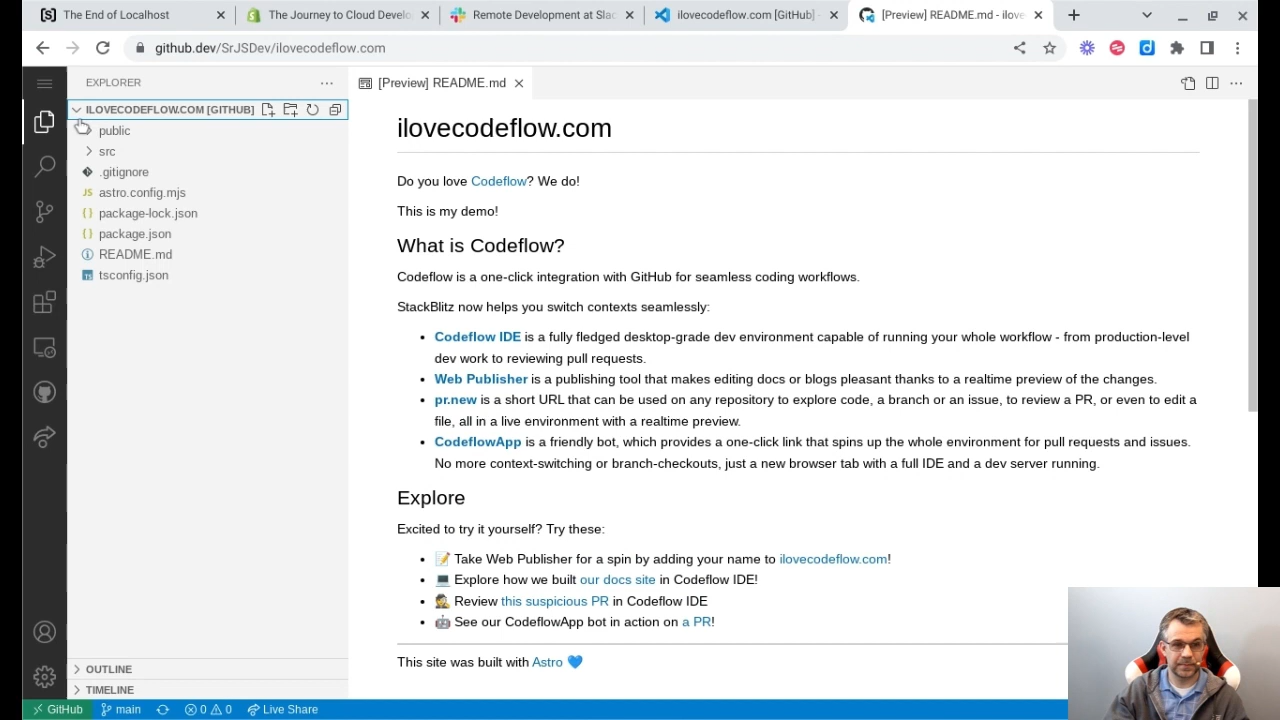 The End of Localhost
The Journey to Cloud Develo
Remote Development at Sla
ilovecodeflow.com [GitHub] -
[Preview] README.md - ilove
github.dev/SrJSDev/ilovecodeflow.com
EXPLORER
[Preview] README.md
ILOVECODEFLOW.COM [GITHUB]
public
src
.gitignore
JS astro.config.mjs
{ } package-lock.json
{ } package.json
README.md
TS tsconfig.json
ilovecodeflow.com
Do you love Codeflow? We do!
This is my demo!
What is Codeflow?
Codeflow is a one-click integration with GitHub for seamless coding workflows.
StackBlitz now helps you switch contexts seamlessly:
• Codeflow IDE is a fully fledged desktop-grade dev environment capable of running your whole workflow - from production-level
dev work to reviewing pull requests.
• Web Publisher is a publishing tool that makes editing docs or blogs pleasant thanks to a realtime preview of the changes.
• pr.new is a short URL that can be used on any repository to explore code, a branch or an issue, to review a PR, or even to edit a
file, all in a live environment with a realtime preview.
• CodeflowApp is a friendly bot, which provides a one-click link that spins up the whole environment for pull requests and issues.
No more context-switching or branch-checkouts, just a new browser tab with a full IDE and a dev server running.
Explore
Excited to try it yourself? Try these:
• 📝 Take Web Publisher for a spin by adding your name to ilovecodeflow.com!
• 💻 Explore how we built our docs site in Codeflow IDE!
• 🕵️ Review this suspicious PR in Codeflow IDE
• 🤖 See our CodeflowApp bot in action on a PR!
This site was built with Astro 💙
OUTLINE
TIMELINE
GitHub
main
0
0
Live Share